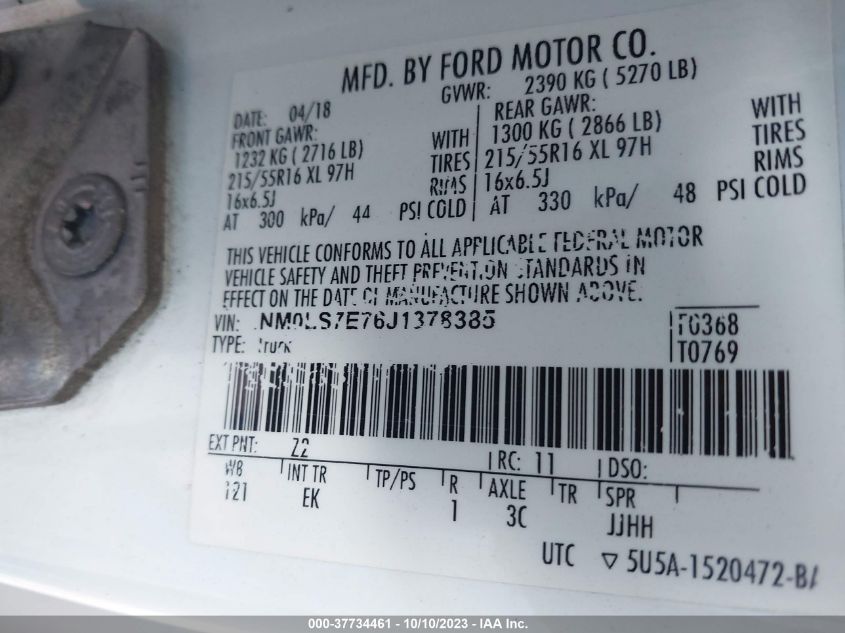 MFD. BY FORD MOTOR CO.
DATE: 04/18 GVWR: 2390 KG ( 5270 LB)
FRONT GAWR: REAR GAWR:
1232 KG ( 2716 LB) WITH 1300 KG ( 2866 LB) WITH
215/55R16 XL 97H TIRES 215/55R16 XL 97H TIRES
16x6.5J RIMS 16x6.5J RIMS
AT 300 kPa/ 44 PSI COLD AT 330 kPa/ 48 PSI COLD
THIS VEHICLE CONFORMS TO ALL APPLICABLE FEDERAL MOTOR
VEHICLE SAFETY AND THEFT PREVENTION STANDARDS IN
EFFECT ON THE DATE OF MANUFACTURE SHOWN ABOVE.
VIN: NM0LS7E76J1378385 T0368
TYPE: Truck T0769
EXT PNT: Z2 RC: 11 DSO:
WB INT TR TP/PS R AXLE TR SPR
121 EK 1 3C JJHH
UTC ▽ 5U5A-1520472-BA
000-37734461 - 10/10/2023 - IAA Inc.